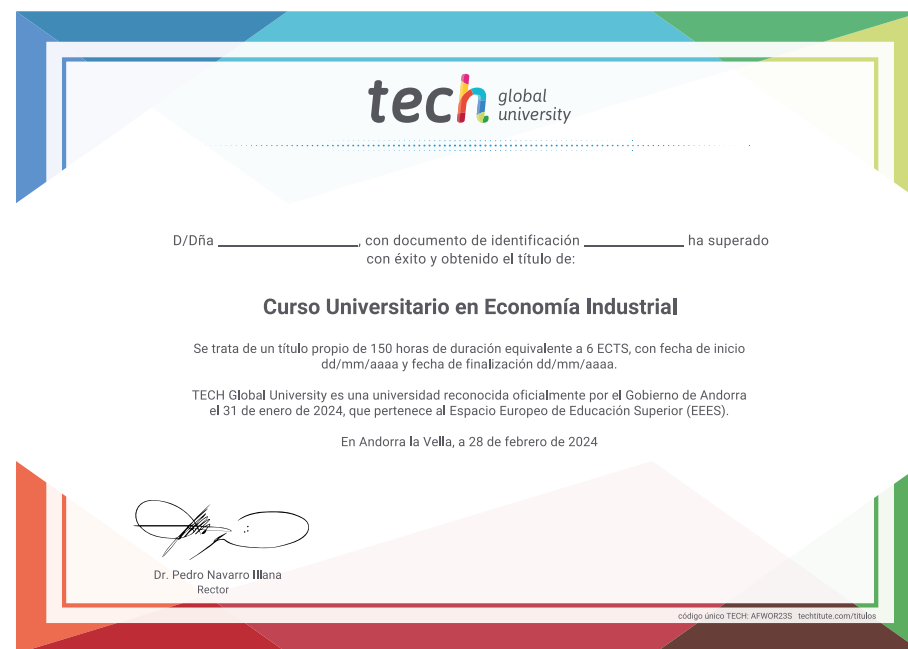 tech global university
D/Dña ______________, con documento de identificación __________ ha superado
con éxito y obtenido el título de:
Curso Universitario en Economía Industrial
Se trata de un título propio de 150 horas de duración equivalente a 6 ECTS, con fecha de inicio
dd/mm/aaaa y fecha de finalización dd/mm/aaaa.
TECH Global University es una universidad reconocida oficialmente por el Gobierno de Andorra
el 31 de enero de 2024, que pertenece al Espacio Europeo de Educación Superior (EEES).
En Andorra la Vella, a 28 de febrero de 2024
Dr. Pedro Navarro Illana
Rector
código único TECH: AFWOR23S techtitute.com/titulos